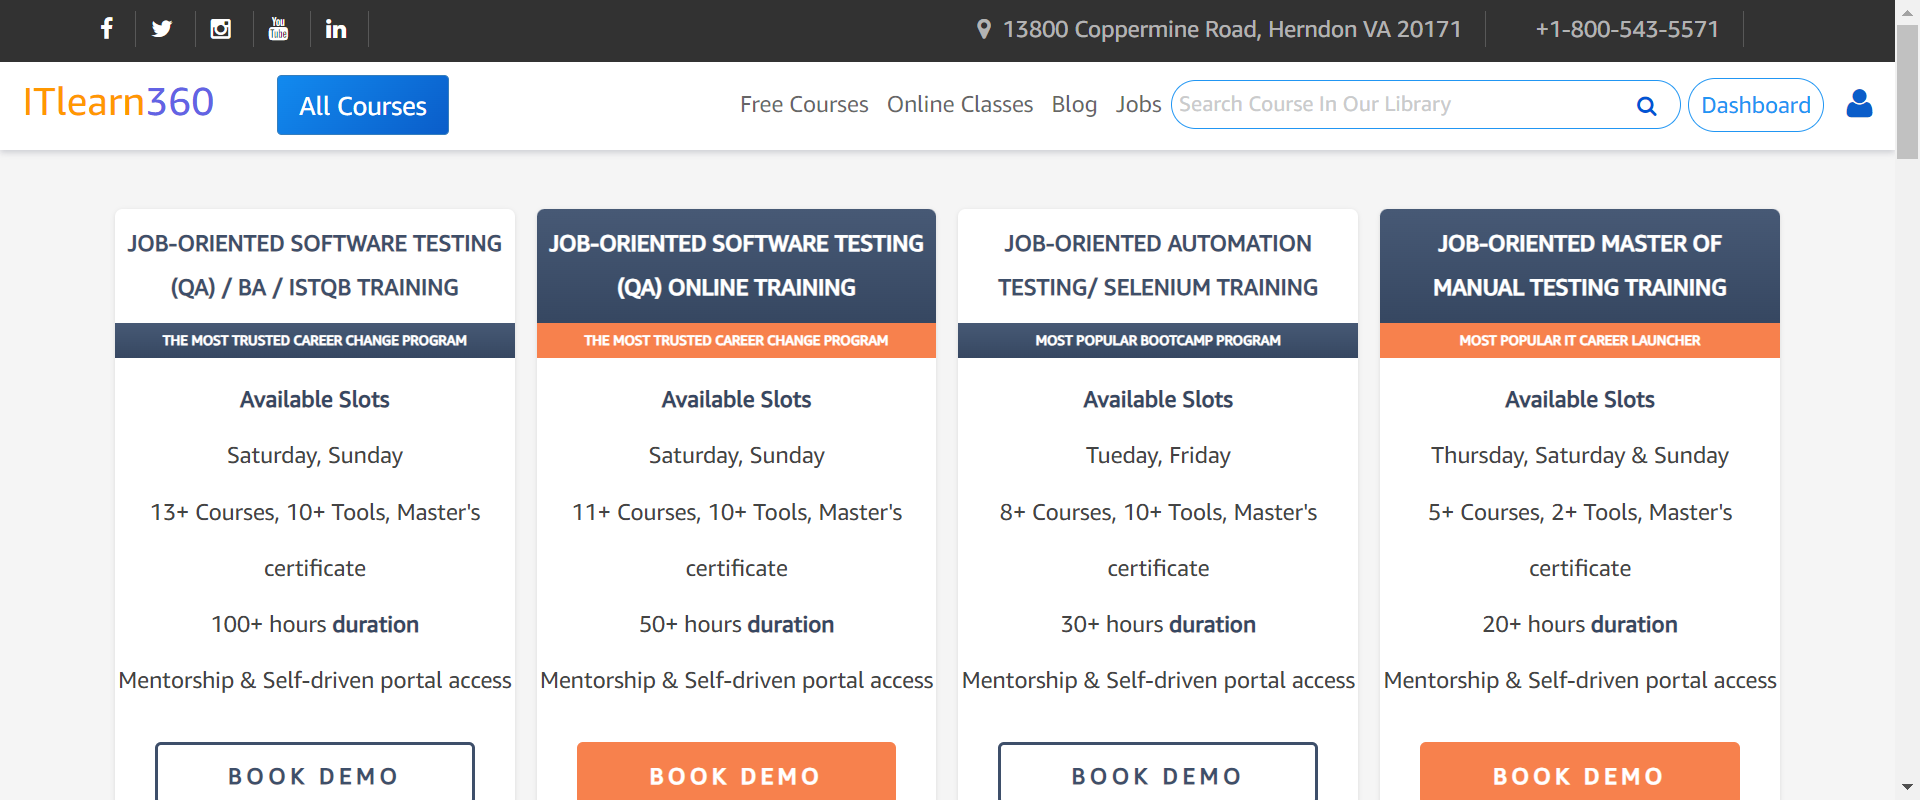 13800 Coppermine Road, Herndon VA 20171
+1-800-543-5571
ITlearn360
All Courses
Free Courses
Online Classes
Blog
Jobs
Search Course In Our Library
Dashboard
JOB-ORIENTED SOFTWARE TESTING
(QA) / BA / ISTQB TRAINING
THE MOST TRUSTED CAREER CHANGE PROGRAM
Available Slots
Saturday, Sunday
13+ Courses, 10+ Tools, Master's
certificate
100+ hours duration
Mentorship & Self-driven portal access
BOOK DEMO
JOB-ORIENTED SOFTWARE TESTING
(QA) ONLINE TRAINING
THE MOST TRUSTED CAREER CHANGE PROGRAM
Available Slots
Saturday, Sunday
11+ Courses, 10+ Tools, Master's
certificate
50+ hours duration
Mentorship & Self-driven portal access
BOOK DEMO
JOB-ORIENTED AUTOMATION
TESTING/ SELENIUM TRAINING
MOST POPULAR BOOTCAMP PROGRAM
Available Slots
Tueday, Friday
8+ Courses, 10+ Tools, Master's
certificate
30+ hours duration
Mentorship & Self-driven portal access
BOOK DEMO
JOB-ORIENTED MASTER OF
MANUAL TESTING TRAINING
MOST POPULAR IT CAREER LAUNCHER
Available Slots
Thursday, Saturday & Sunday
5+ Courses, 2+ Tools, Master's
certificate
20+ hours duration
Mentorship & Self-driven portal access
BOOK DEMO